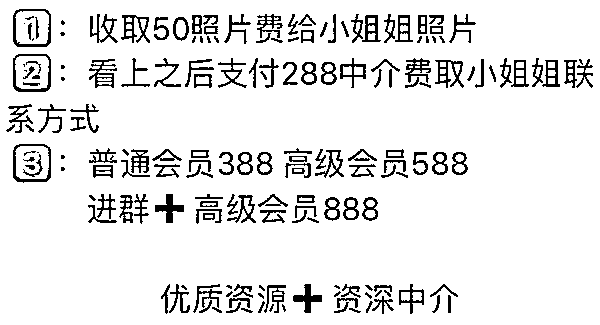 1️⃣：收取50照片费给小姐姐照片
2️⃣：看上之后支付288中介费取小姐姐联
系方式
3️⃣：普通会员388 高级会员588
进群➕高级会员888
优质资源➕资深中介